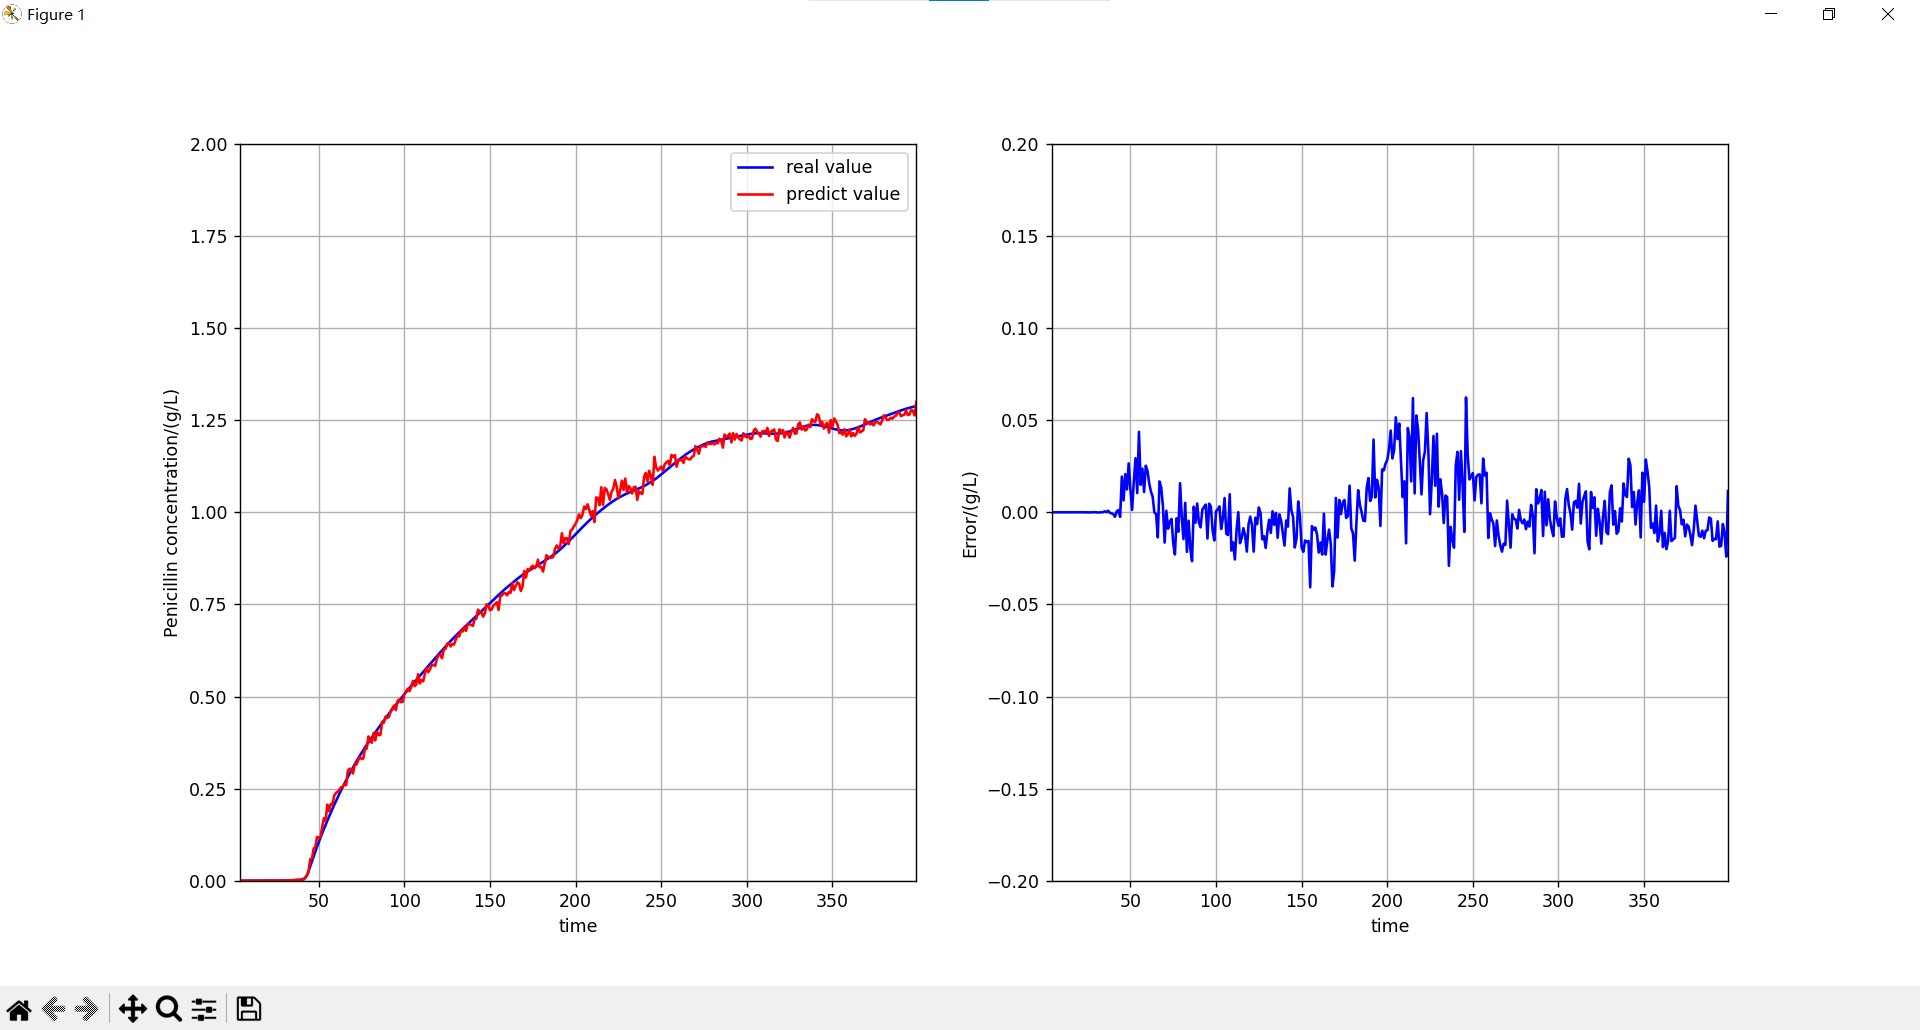 Figure 1
2.00
1.75
1.50
1.25
1.00
0.75
0.50
0.25
0.00
Penicillin concentration/(g/L)
real value
predict value
50 100 150 200 250 300 350
time
0.20
0.15
0.10
0.05
0.00
−0.05
−0.10
−0.15
−0.20
Error/(g/L)
50 100 150 200 250 300 350
time